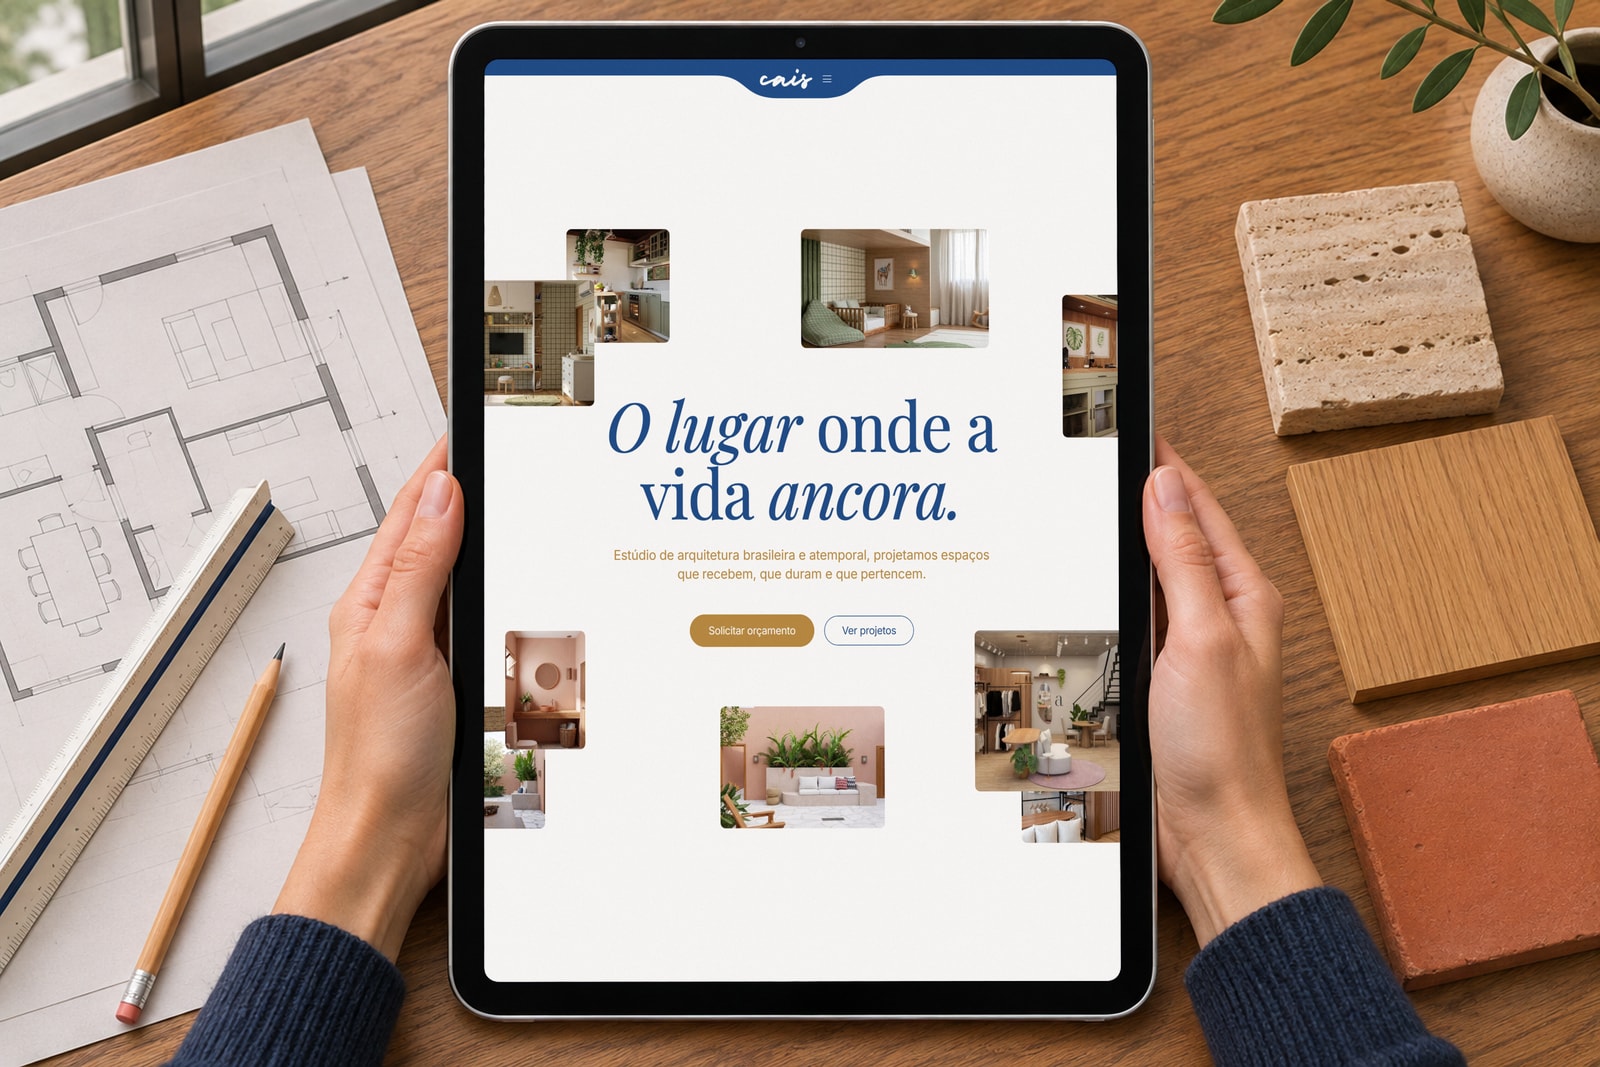 cais
O lugar onde a
vida ancora.
Estúdio de arquitetura brasileira e atemporal, projetamos espaços
que recebem, que duram e que pertencem.
Solicitar orçamento
Ver projetos
a